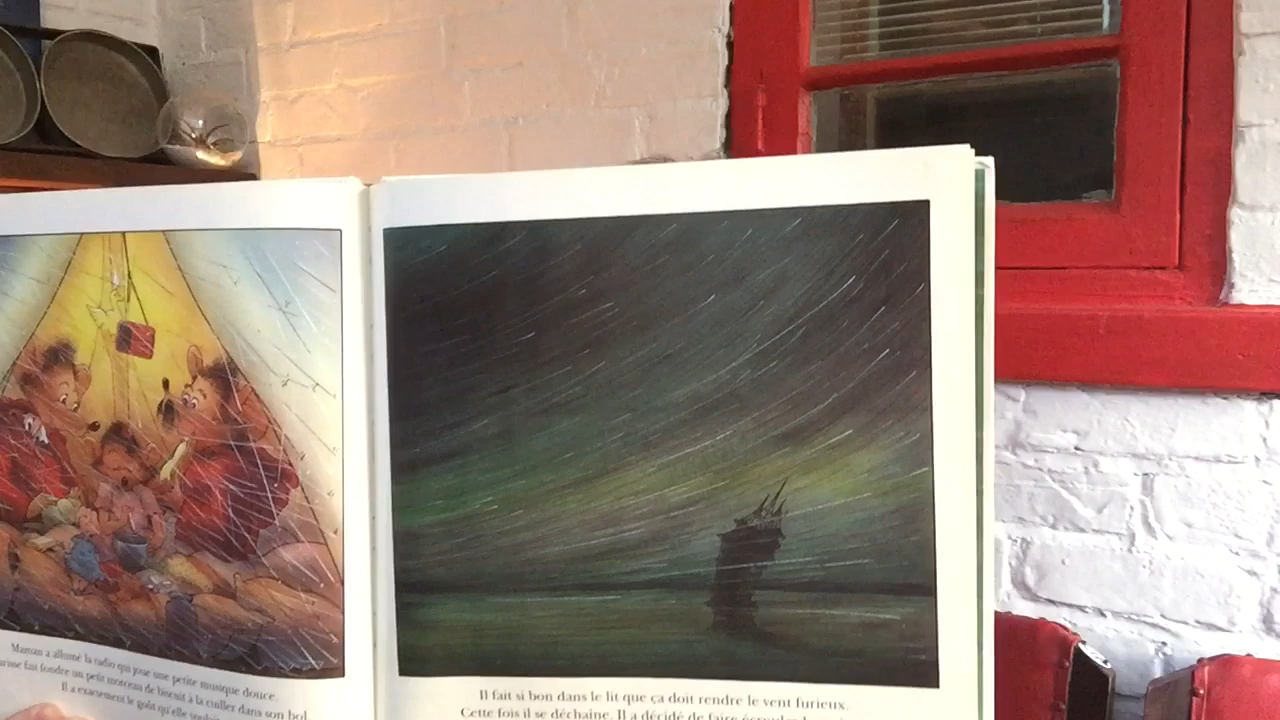 Maman a allumé la radio qui joue une petite musique douce.
fait fondre un petit morceau de biscuit à la cuiller dans son bol.
Il a exactement le goût qu'elle
Il fait si bon dans le lit que ça doit rendre le vent furieux.
Cette fois il se déchaîne. Il a décidé de faire